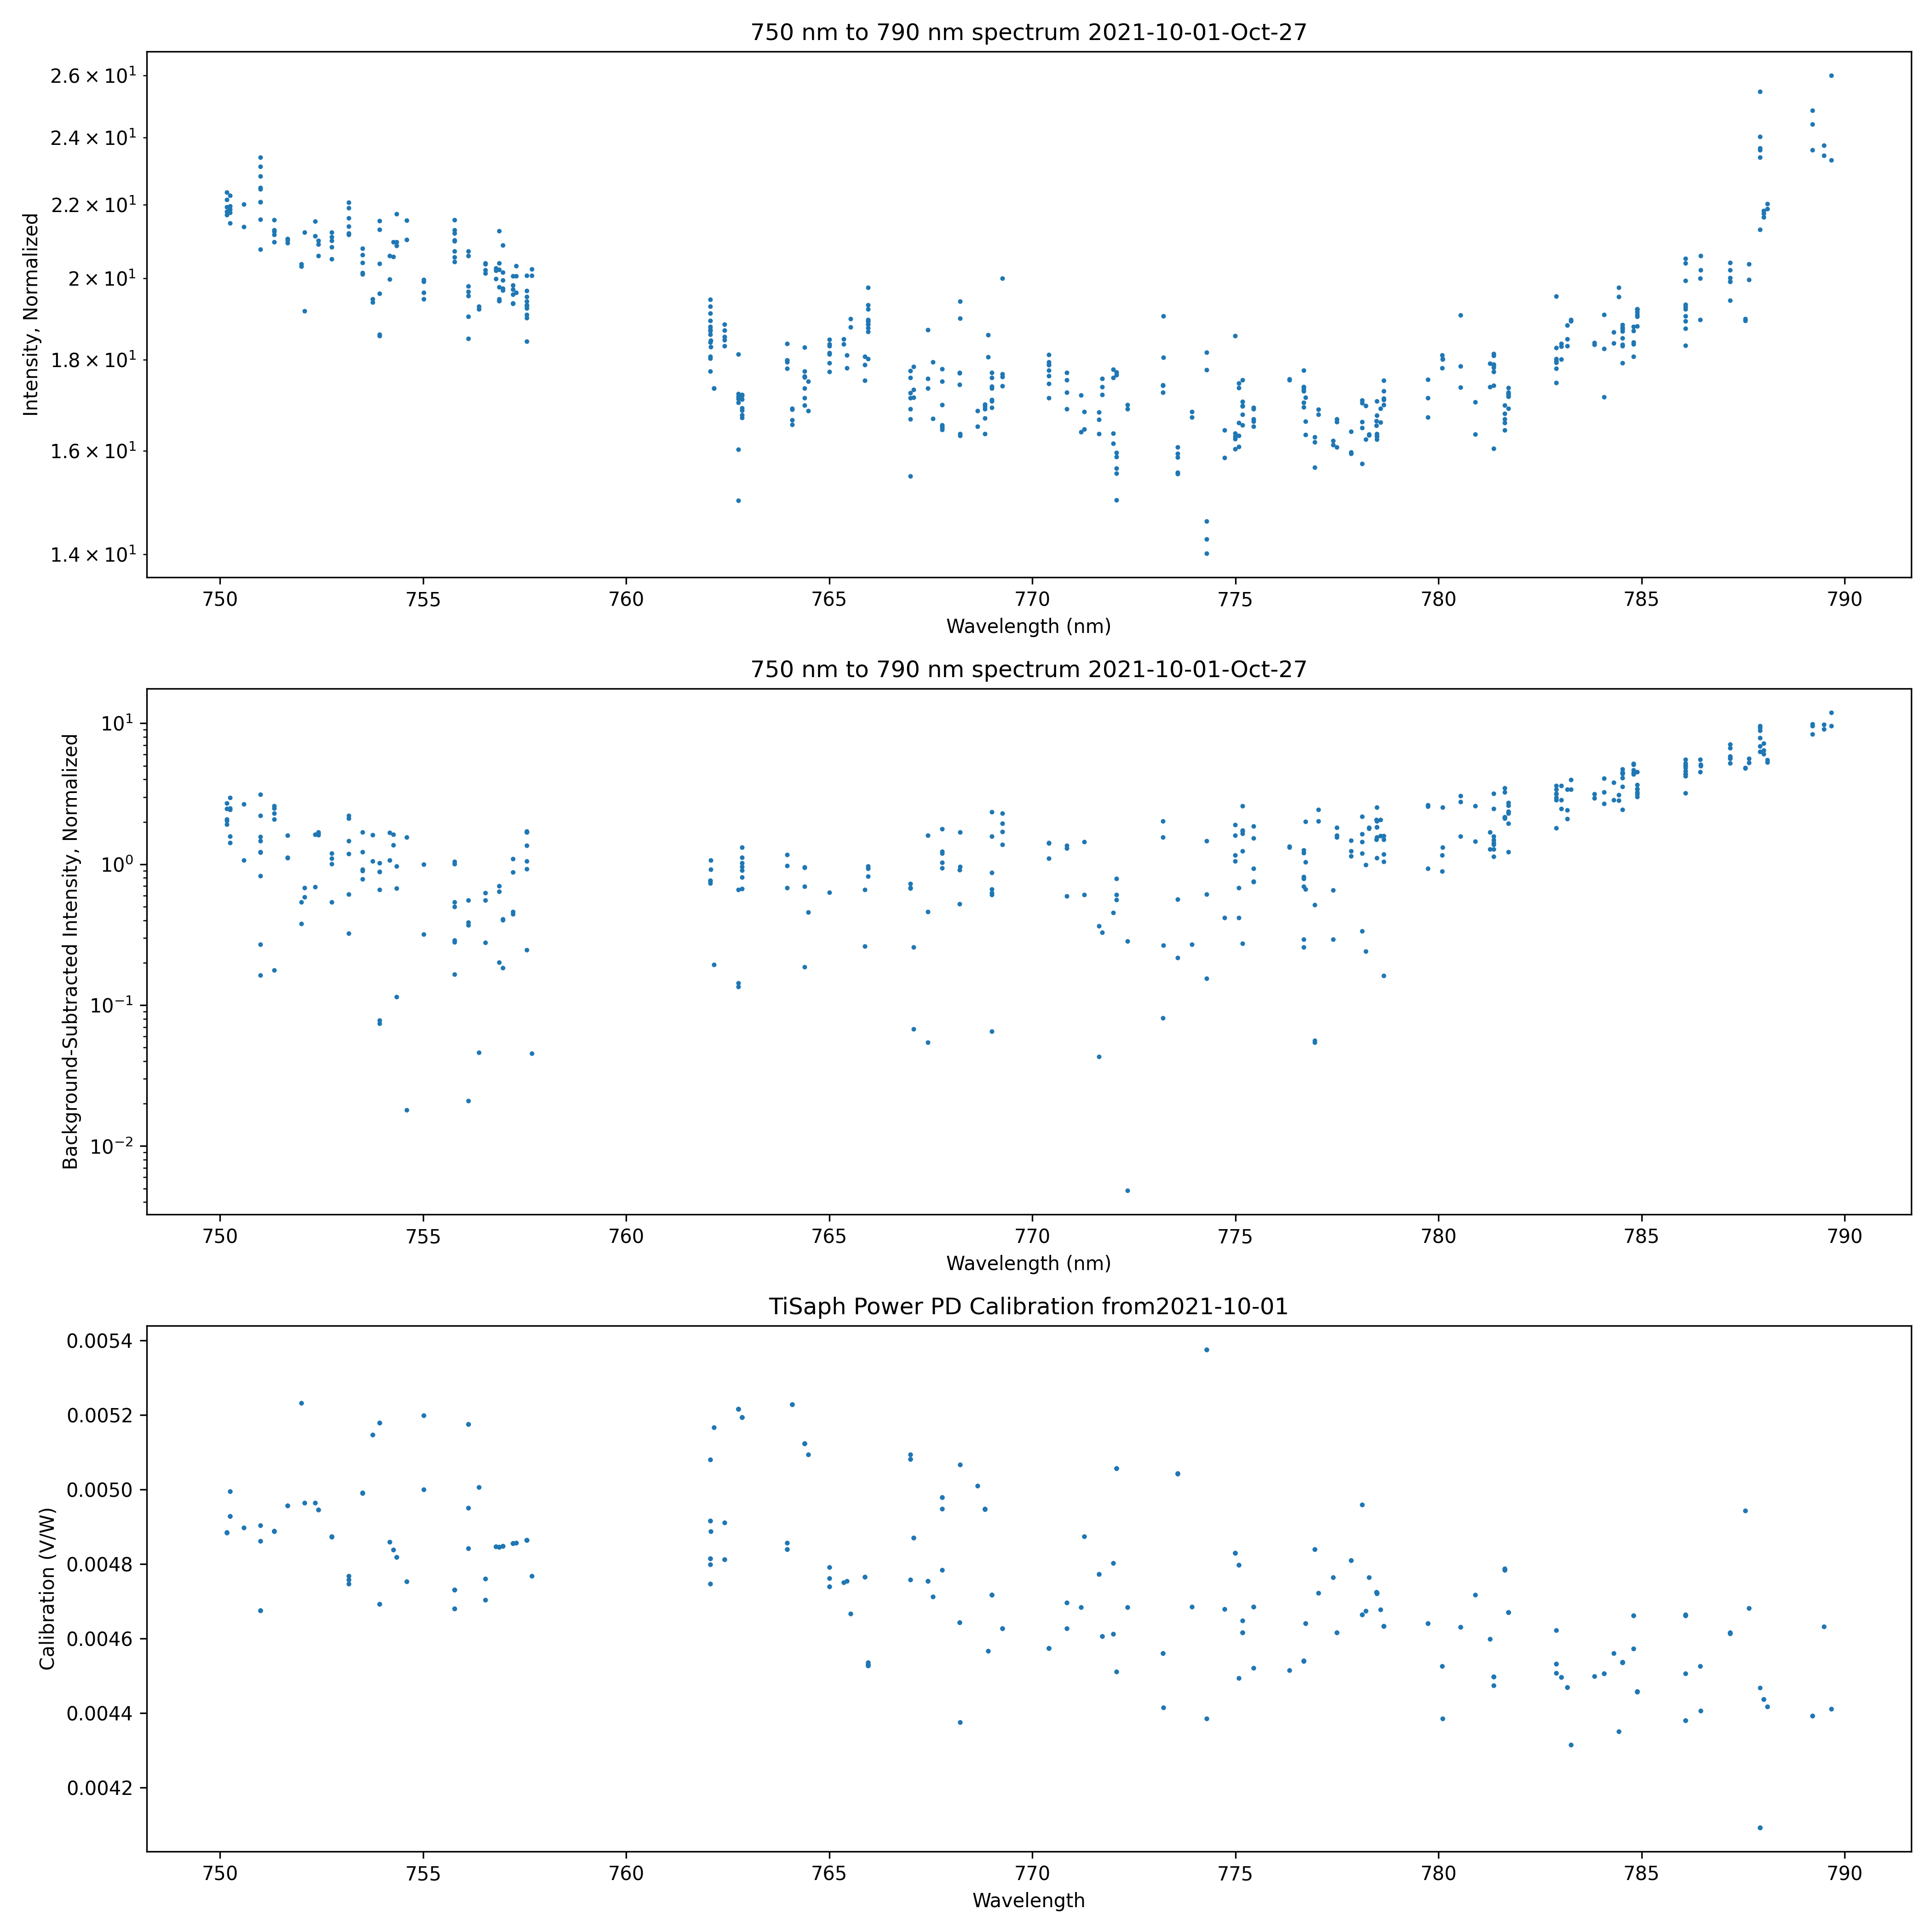 750 nm to 790 nm spectrum 2021-10-01-Oct-27
Intensity, Normalized
2.6 × 10¹
2.4 × 10¹
2.2 × 10¹
2 × 10¹
1.8 × 10¹
1.6 × 10¹
1.4 × 10¹
750 755 760 765 770 775 780 785 790
Wavelength (nm)
750 nm to 790 nm spectrum 2021-10-01-Oct-27
Background-Subtracted Intensity, Normalized
10¹
10⁰
10⁻¹
10⁻²
750 755 760 765 770 775 780 785 790
Wavelength (nm)
TiSaph Power PD Calibration from2021-10-01
Calibration (V/W)
0.0054
0.0052
0.0050
0.0048
0.0046
0.0044
0.0042
750 755 760 765 770 775 780 785 790
Wavelength